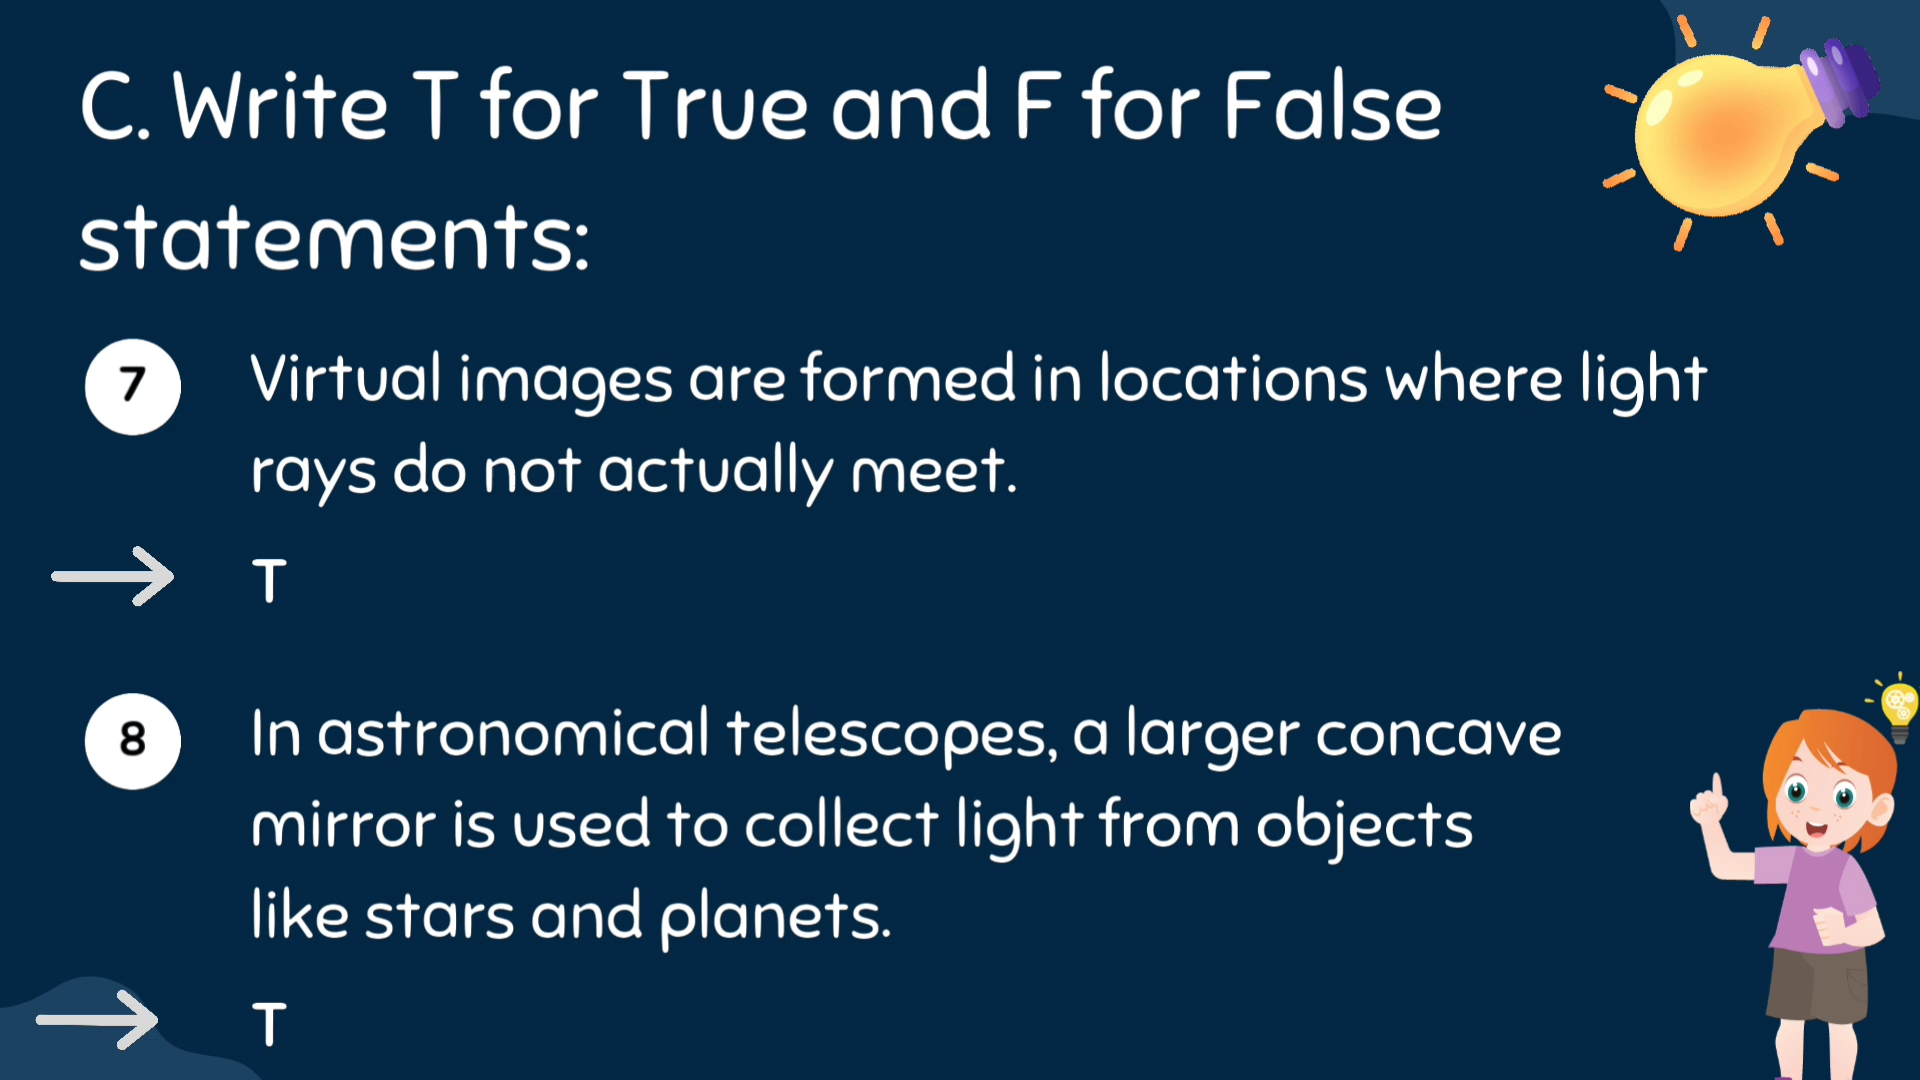 C. Write T for True and F for False
statements:
7 Virtual images are formed in locations where light
rays do not actually meet.
T
8 In astronomical telescopes, a larger concave
mirror is used to collect light from objects
like stars and planets.
T